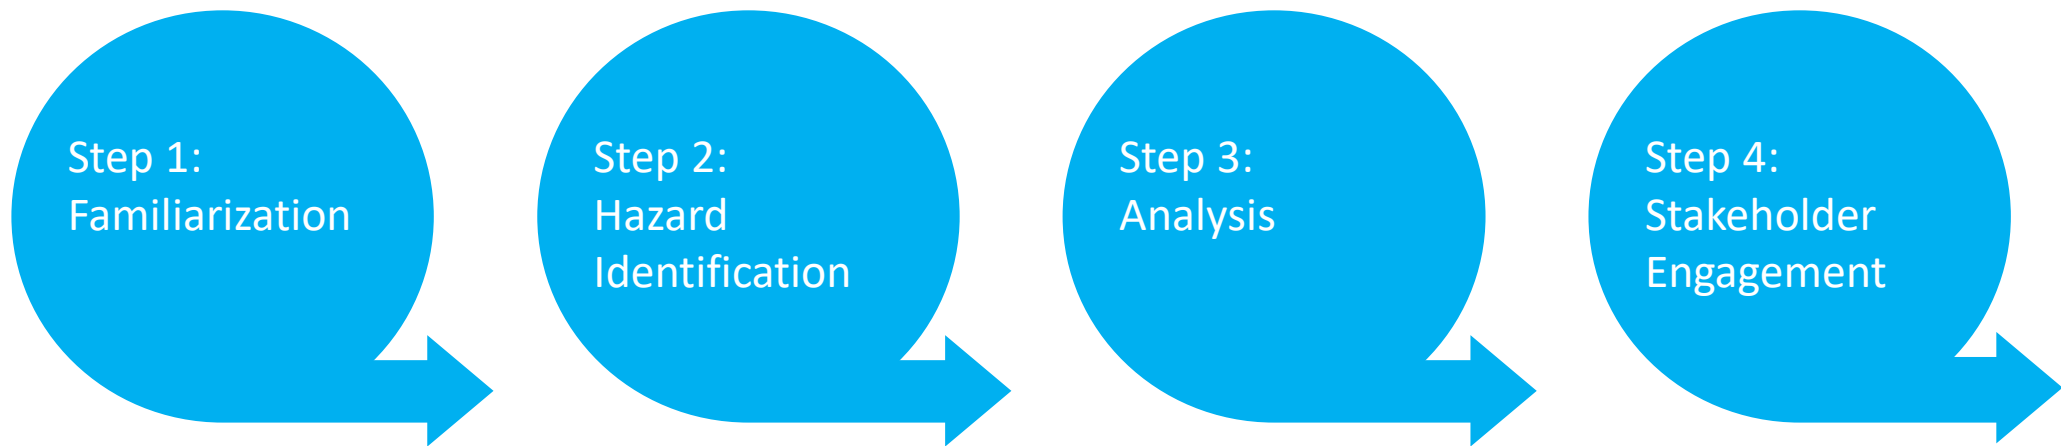 Step 1:
Familiarization
Step 2:
Hazard
Identification
Step 3:
Analysis
Step 4:
Stakeholder
Engagement